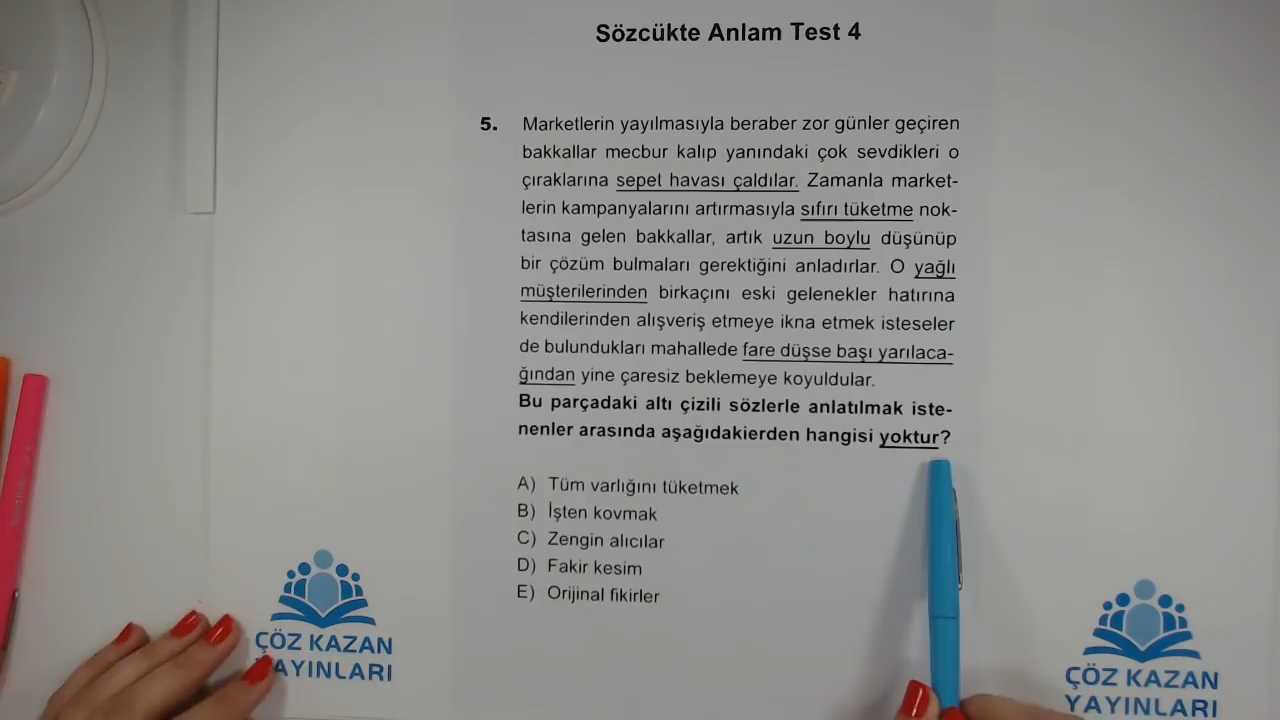 Sözcükte Anlam Test 4
5. Marketlerin yayılmasıyla beraber zor günler geçiren
bakkallar mecbur kalıp yanındaki çok sevdikleri o
çıraklarına sepet havası çaldılar. Zamanla market-
lerin kampanyalarını artırmasıyla sıfırı tüketme nok-
tasına gelen bakkallar, artık uzun boylu düşünüp
bir çözüm bulmaları gerektiğini anladırlar. O yağlı
müşterilerinden birkaçını eski gelenekler hatırına
kendilerinden alışveriş etmeye ikna etmek isteseler
de bulundukları mahallede fare düşse başı yarılaca-
ğından yine çaresiz beklemeye koyuldular.
Bu parçadaki altı çizili sözlerle anlatılmak iste-
nenler arasında aşağıdakierden hangisi yoktur?
A) Tüm varlığını tüketmek
B) İşten kovmak
C) Zengin alıcılar
D) Fakir kesim
E) Orijinal fikirler
ÇÖZ KAZAN
YAYINLARI
ÇÖZ KAZAN
YAYINLARI